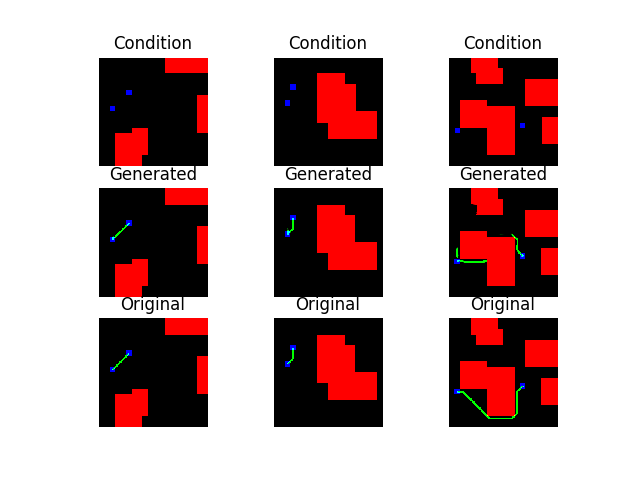 Condition Condition Condition
Generated Generated Generated
Original Original Original